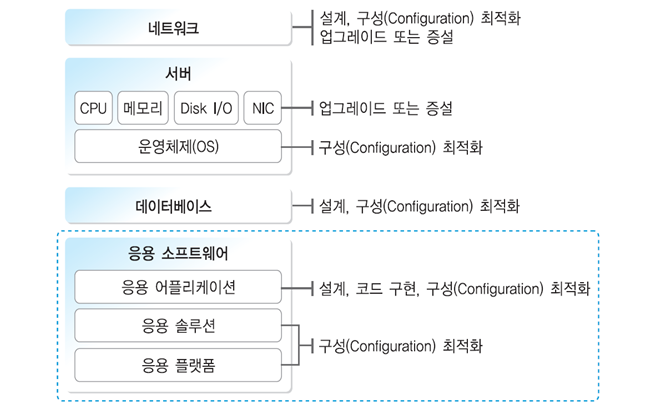 네트워크
설계, 구성(Configuration) 최적화
업그레이드 또는 증설
서버
CPU 메모리 Disk I/O NIC
업그레이드 또는 증설
운영체제(OS)
구성(Configuration) 최적화
데이터베이스
설계, 구성(Configuration) 최적화
응용 소프트웨어
응용 어플리케이션
설계, 코드 구현, 구성(Configuration) 최적화
응용 솔루션
구성(Configuration) 최적화
응용 플랫폼